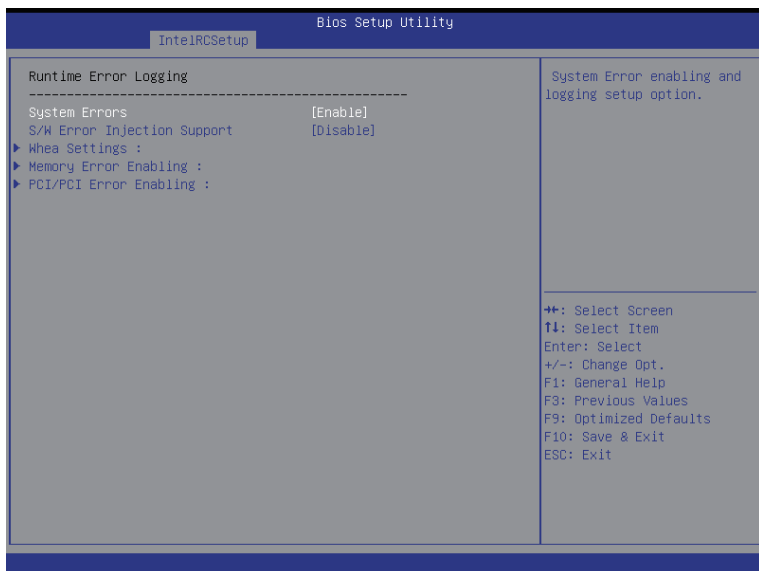 Bios Setup Utility
IntelRCSetup
Runtime Error Logging
------------------------------------------------
System Errors [Enable]
S/W Error Injection Support [Disable]
Whea Settings :
Memory Error Enabling :
PCI/PCI Error Enabling :
System Error enabling and
logging setup option.
→←: Select Screen
↑↓: Select Item
Enter: Select
+/-: Change Opt.
F1: General Help
F3: Previous Values
F9: Optimized Defaults
F10: Save & Exit
ESC: Exit